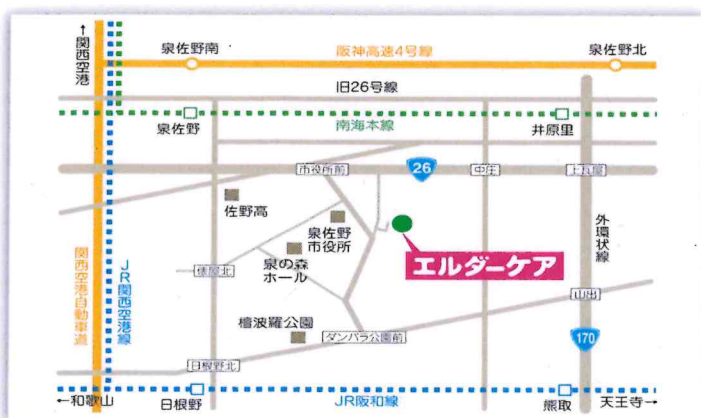 ↑関西空港
泉佐野南
阪神高速4号線
泉佐野北
旧26号線
泉佐野
南海本線
井原里
市役所前
26
中庄
上瓦屋
佐野高
泉佐野
市役所
外環状線
泉の森
ホール
俵屋北
エルダーケア
関西空港自動車道
JR関西空港線
山出
檀波羅公園
ダンバラ公園前
170
日根野北
←和歌山
日根野
JR阪和線
熊取
天王寺→